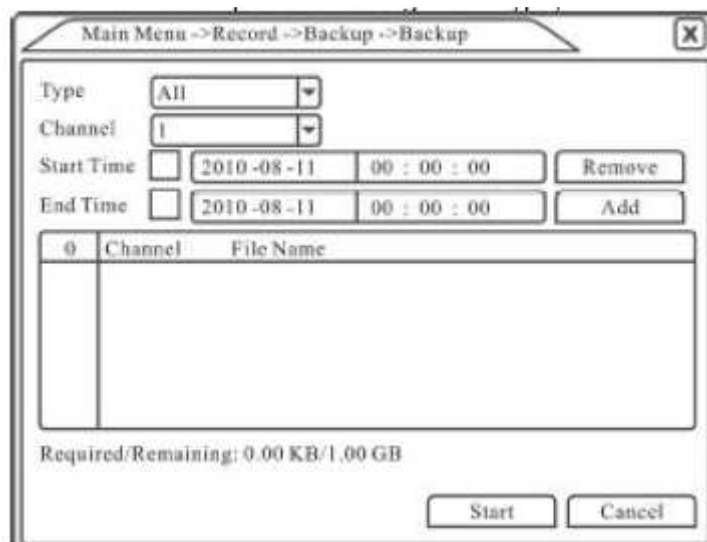 Main Menu ->Record ->Backup ->Backup X
Type All
Channel 1
Start Time 2010 -08 -11 00 : 00 : 00 Remove
End Time 2010 -08 -11 00 : 00 : 00 Add
0 Channel File Name
Required/Remaining: 0.00 KB/1.00 GB
Start Cancel